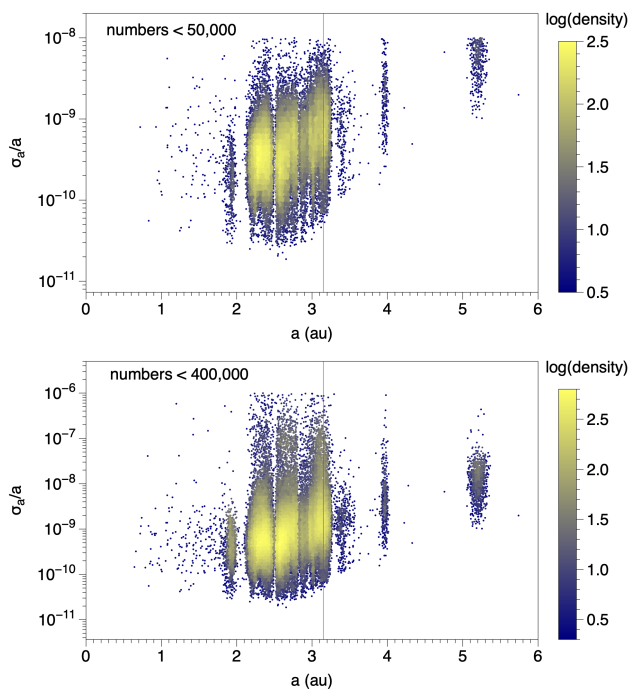 log(density)
numbers < 50,000
10⁻⁸
10⁻⁹
10⁻¹⁰
10⁻¹¹
σₐ/a
0 1 2 3 4 5 6
a (au)
2.5
2.0
1.5
1.0
0.5
log(density)
numbers < 400,000
10⁻⁶
10⁻⁷
10⁻⁸
10⁻⁹
10⁻¹⁰
10⁻¹¹
σₐ/a
0 1 2 3 4 5 6
a (au)
2.5
2.0
1.5
1.0
0.5